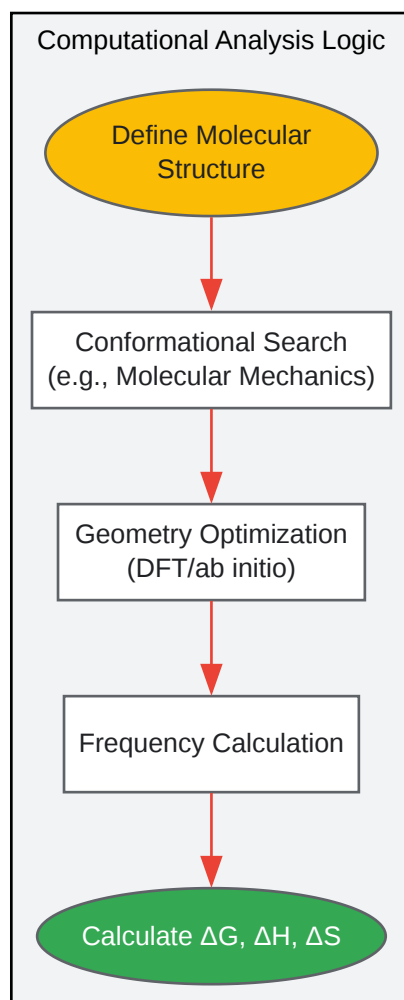 Computational Analysis Logic
Define Molecular
Structure
Conformational Search
(e.g., Molecular Mechanics)
Geometry Optimization
(DFT/ab initio)
Frequency Calculation
Calculate ΔG, ΔH, ΔS